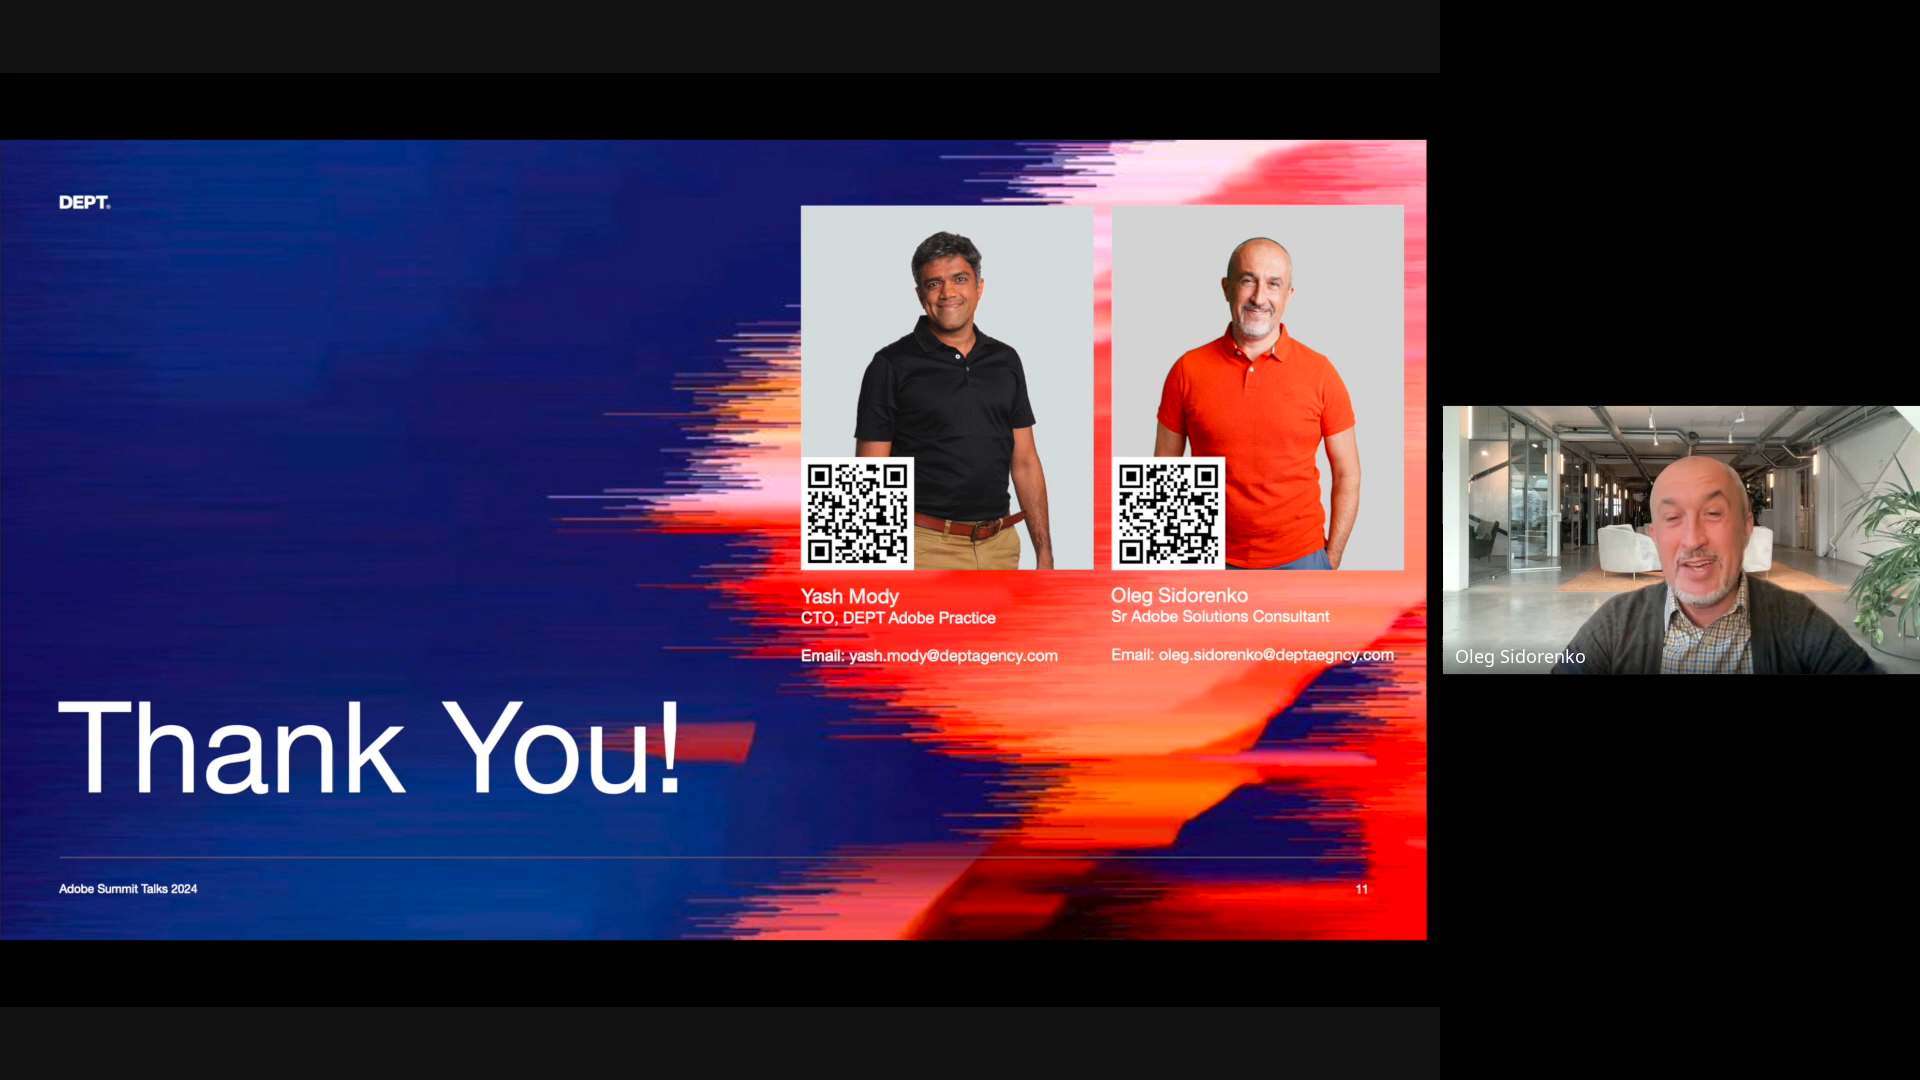 DEPT®
Yash Mody
CTO, DEPT Adobe Practice
Email: yash.mody@deptagency.com
Oleg Sidorenko
Sr Adobe Solutions Consultant
Email: oleg.sidorenko@deptaegncy.com
Thank You!
Adobe Summit Talks 2024
11
Oleg Sidorenko